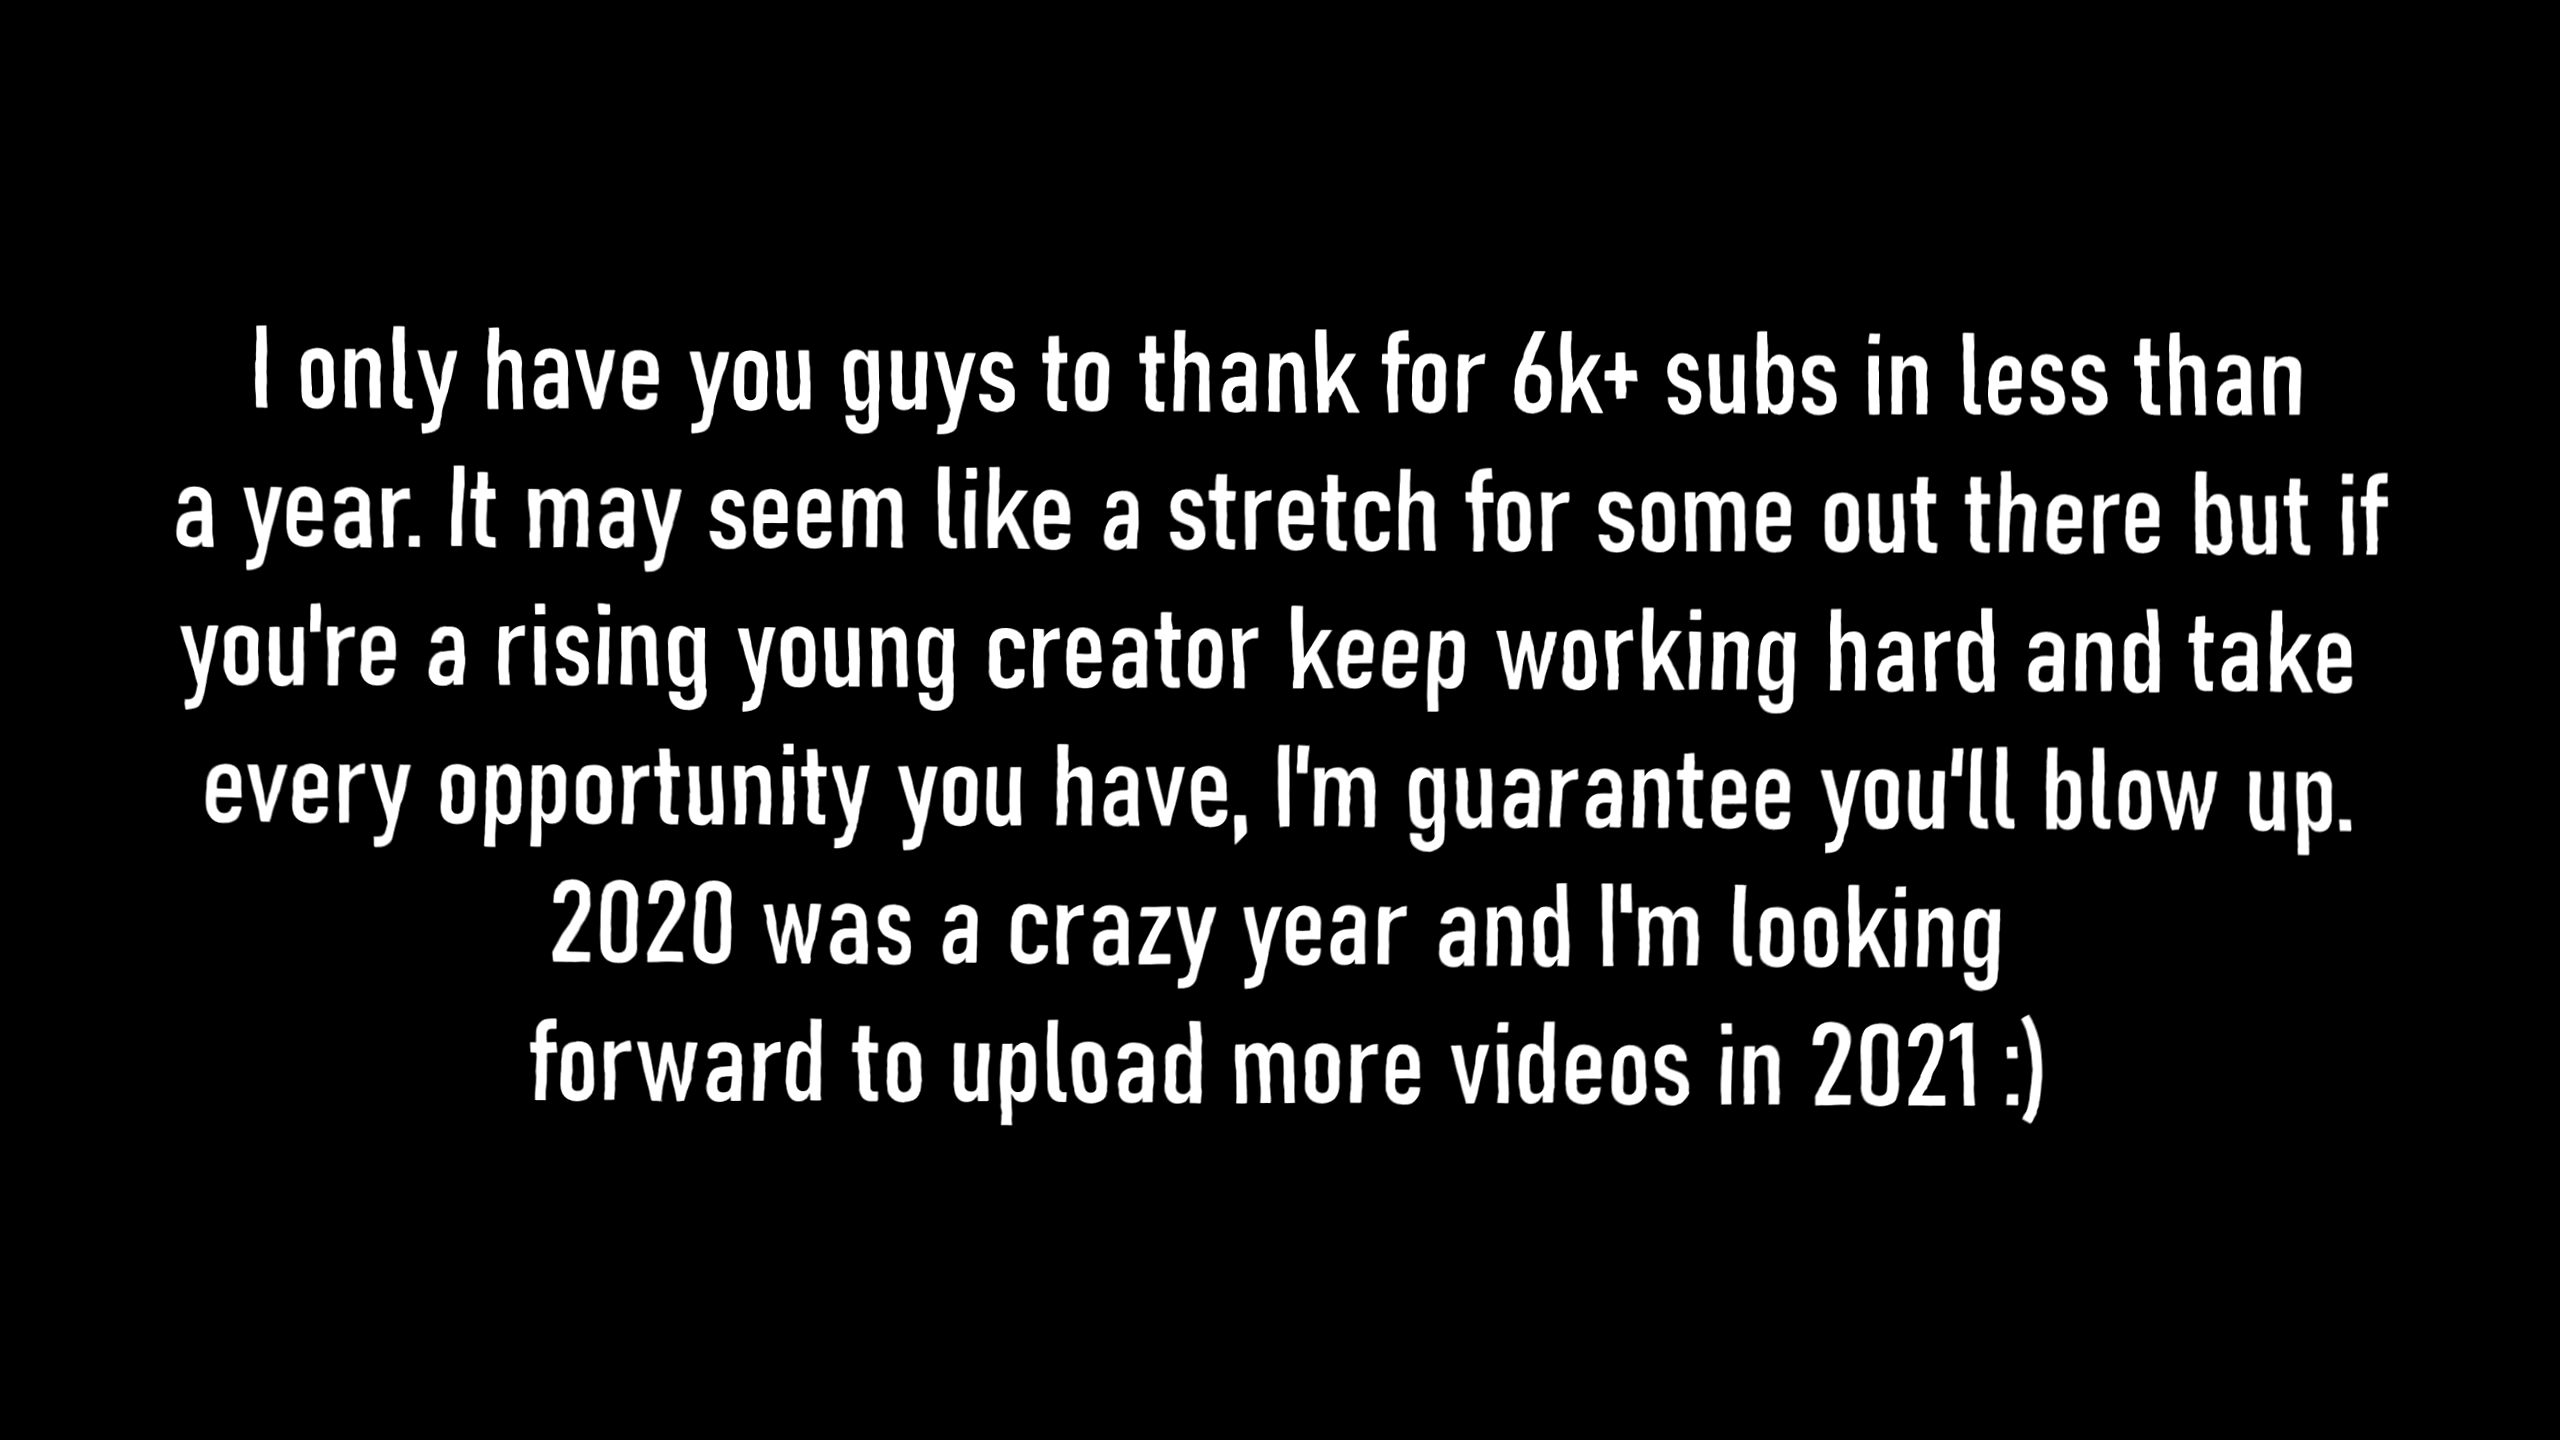 I only have you guys to thank for 6k+ subs in less than
a year. It may seem like a stretch for some out there but if
you're a rising young creator keep working hard and take
every opportunity you have, I'm guarantee you'll blow up.
2020 was a crazy year and I'm looking
forward to upload more videos in 2021 :)